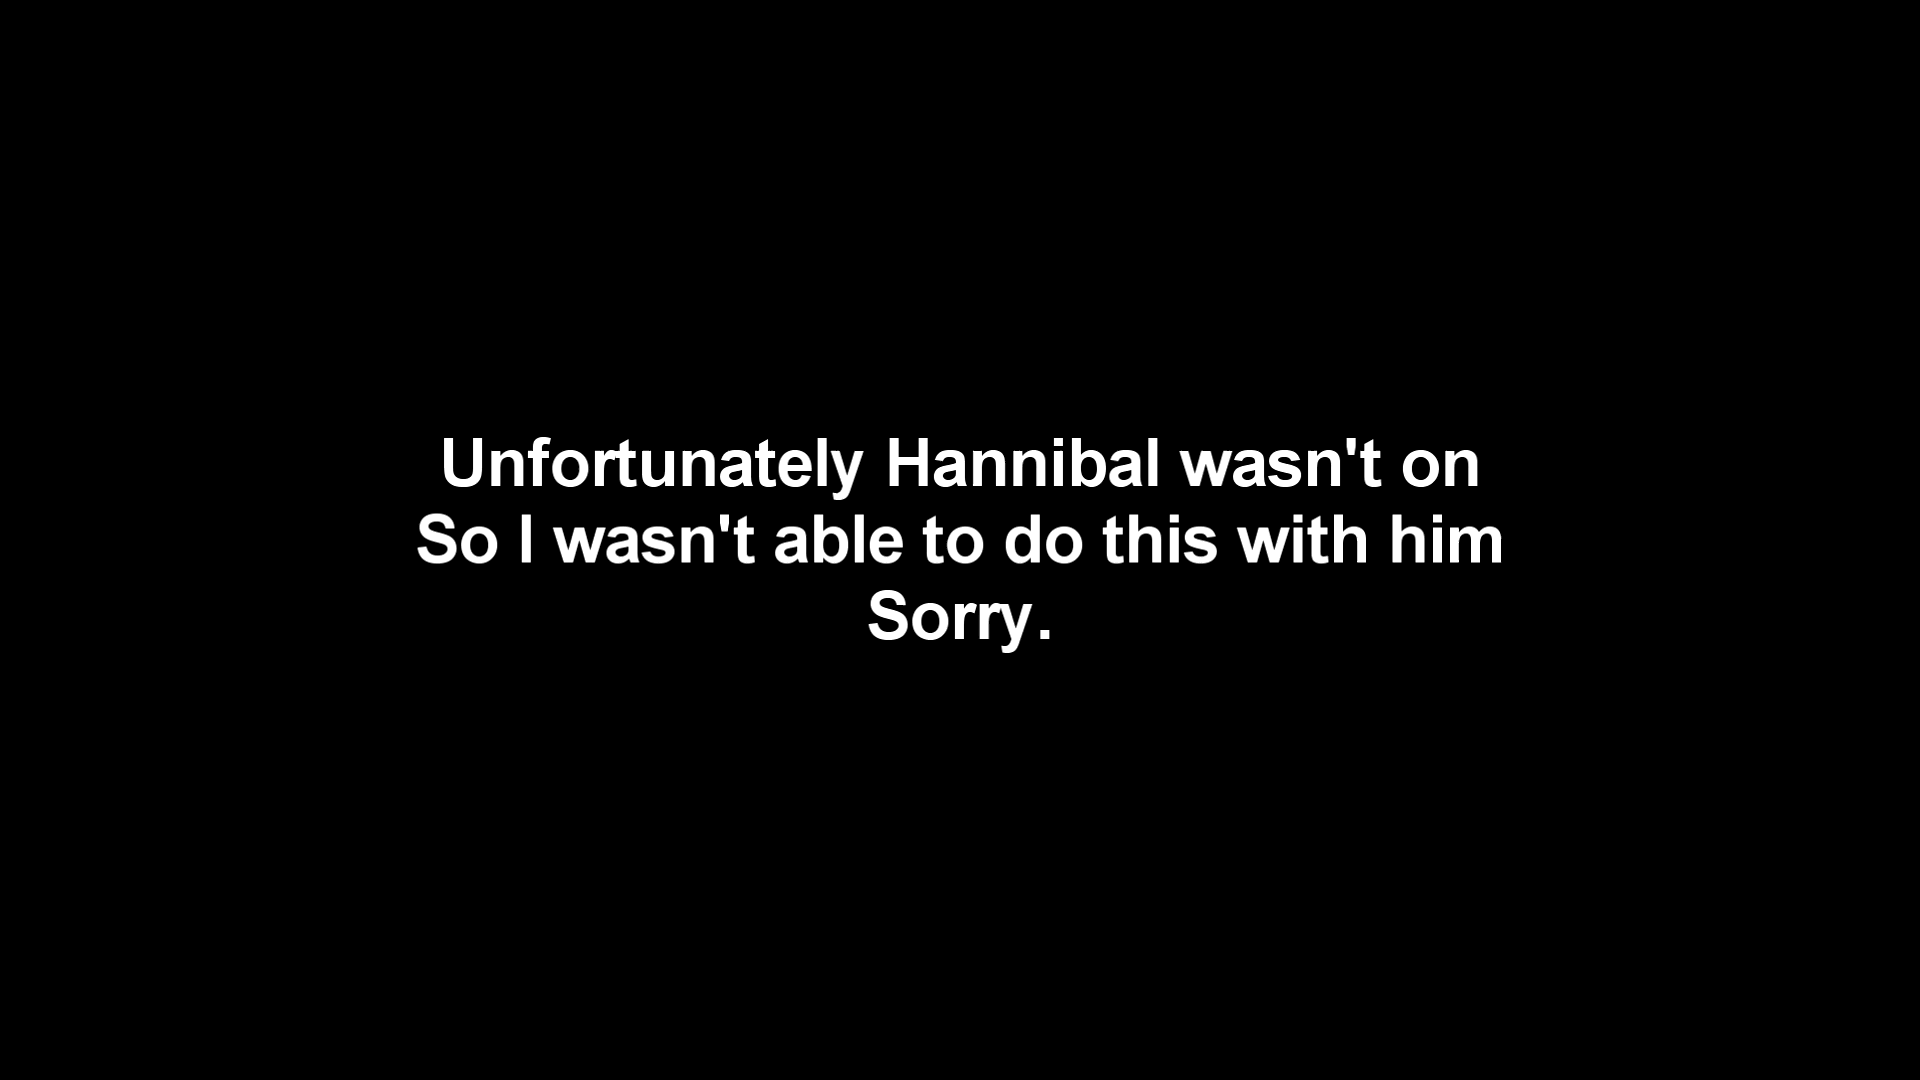 Unfortunately Hannibal wasn't on
So I wasn't able to do this with him
Sorry.